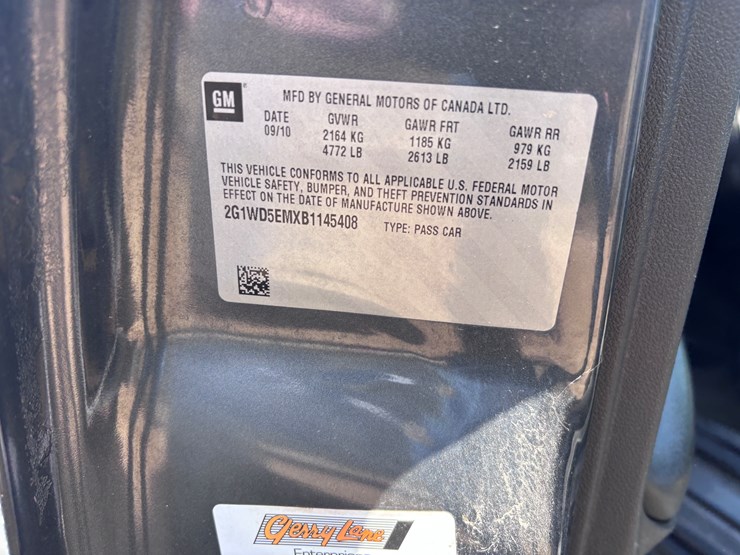 GM
MFD BY GENERAL MOTORS OF CANADA LTD.
DATE GVWR GAWR FRT GAWR RR
09/10 2164 KG 1185 KG 979 KG
4772 LB 2613 LB 2159 LB
THIS VEHICLE CONFORMS TO ALL APPLICABLE U.S. FEDERAL MOTOR
VEHICLE SAFETY, BUMPER, AND THEFT PREVENTION STANDARDS IN
EFFECT ON THE DATE OF MANUFACTURE SHOWN ABOVE.
2G1WD5EMXB1145408 TYPE: PASS CAR
Gerry Lane